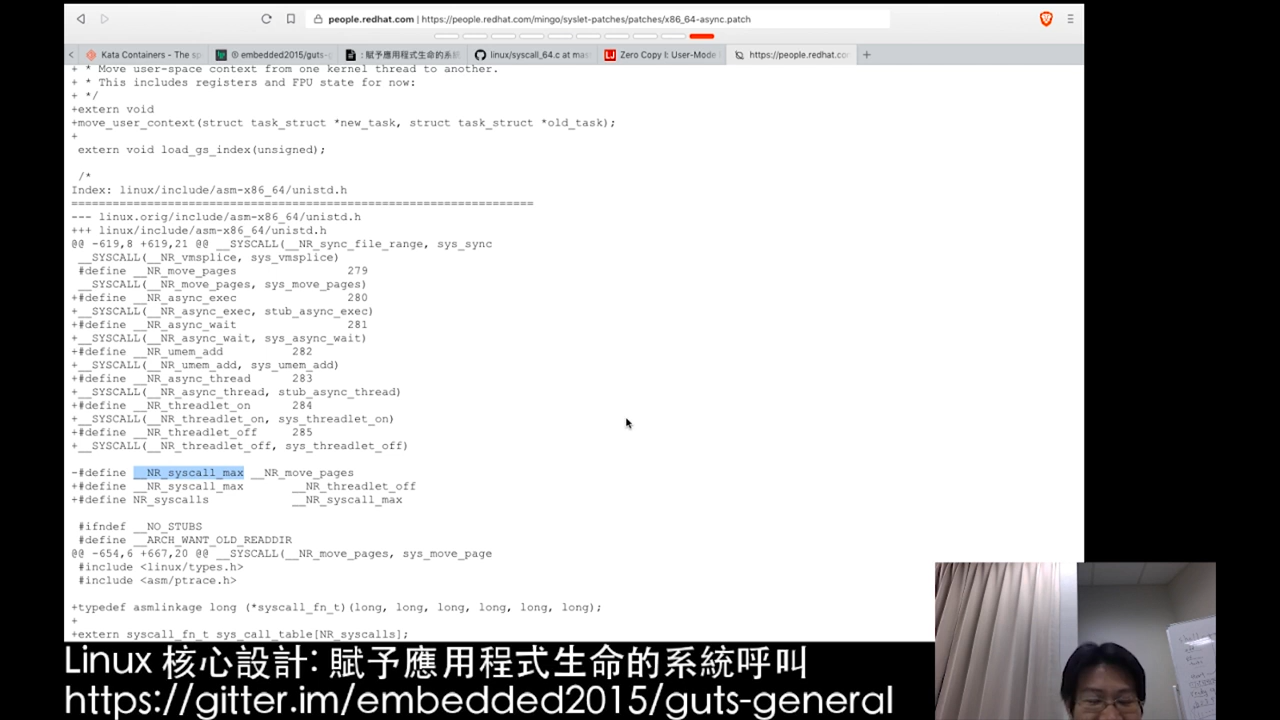 people.redhat.com | https://people.redhat.com/mingo/syslet-patches/patches/x86_64-async.patch
Kata Containers – The sp
® embedded2015/guts-
: 賦予應用程式生命的系統
linux/syscall_64.c at mas
Zero Copy I: User-Mode
https://people.redhat.com
+ * Move user-space context from one kernel thread to another.
+ * This includes registers and FPU state for now:
+ */
+extern void
+move_user_context(struct task_struct *new_task, struct task_struct *old_task);
+
extern void load_gs_index(unsigned);
/*
Index: linux/include/asm-x86_64/unistd.h
===================================================================
--- linux.orig/include/asm-x86_64/unistd.h
+++ linux/include/asm-x86_64/unistd.h
@@ -619,8 +619,21 @@ __SYSCALL(__NR_sync_file_range, sys_sync
__SYSCALL(__NR_vmsplice, sys_vmsplice)
#define __NR_move_pages 279
__SYSCALL(__NR_move_pages, sys_move_pages)
+#define __NR_async_exec 280
+__SYSCALL(__NR_async_exec, stub_async_exec)
+#define __NR_async_wait 281
+__SYSCALL(__NR_async_wait, sys_async_wait)
+#define __NR_umem_add 282
+__SYSCALL(__NR_umem_add, sys_umem_add)
+#define __NR_async_thread 283
+__SYSCALL(__NR_async_thread, stub_async_thread)
+#define __NR_threadlet_on 284
+__SYSCALL(__NR_threadlet_on, sys_threadlet_on)
+#define __NR_threadlet_off 285
+__SYSCALL(__NR_threadlet_off, sys_threadlet_off)
-#define __NR_syscall_max __NR_move_pages
+#define __NR_syscall_max __NR_threadlet_off
+#define NR_syscalls __NR_syscall_max
#ifndef __NO_STUBS
#define __ARCH_WANT_OLD_READDIR
@@ -654,6 +667,20 @@ __SYSCALL(__NR_move_pages, sys_move_page
#include <linux/types.h>
#include <asm/ptrace.h>
+typedef asmlinkage long (*syscall_fn_t)(long, long, long, long, long, long);
+
+extern syscall_fn_t sys_call_table[NR_syscalls];
Linux 核心設計: 賦予應用程式生命的系統呼叫
https://gitter.im/embedded2015/guts-general